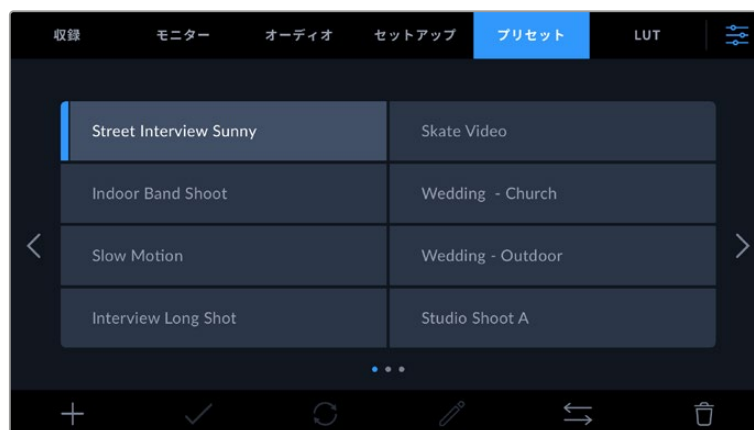 収録 モニター オーディオ セットアップ プリセット LUT
Street Interview Sunny Skate Video
Indoor Band Shoot Wedding - Church
Slow Motion Wedding - Outdoor
Interview Long Shot Studio Shoot A